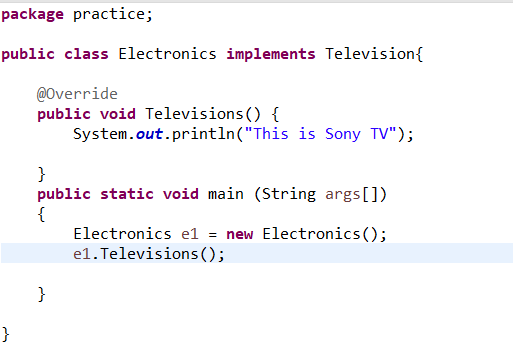 package practice;
public class Electronics implements Television{
@Override
public void Televisions() {
System.out.println("This is Sony TV");
}
public static void main (String args[])
{
Electronics e1 = new Electronics();
e1.Televisions();
}
}